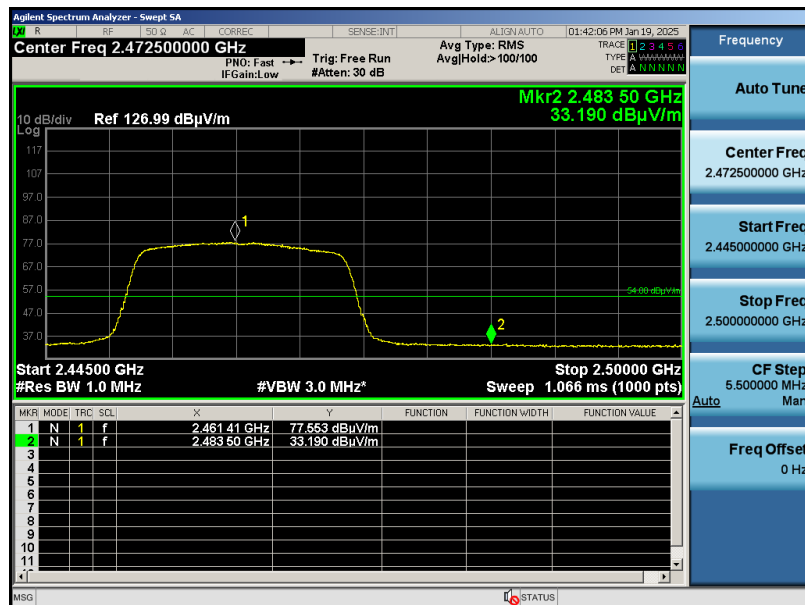 Agilent Spectrum Analyzer - Swept SA
LXI R RF 50 Ω AC CORREC SENSE:INT ALIGN AUTO 01:42:06 PM Jan 19, 2025
Center Freq 2.472500000 GHz
PNO: Fast
IFGain:Low
Trig: Free Run
#Atten: 30 dB
Avg Type: RMS
Avg|Hold:>100/100
TRACE 1 2 3 4 5 6
TYPE A WWWWW
DET A N N N N N
Frequency
Mkr2 2.483 50 GHz
33.190 dBµV/m
10 dB/div
Log
Ref 126.99 dBµV/m
117
107
97.0
87.0
77.0
67.0
57.0
47.0
37.0
1
54.00 dBµV/m
2
Start 2.44500 GHz
Stop 2.50000 GHz
#Res BW 1.0 MHz
#VBW 3.0 MHz*
Sweep 1.066 ms (1000 pts)
MKR MODE TRC SCL X Y FUNCTION FUNCTION WIDTH FUNCTION VALUE
1 N 1 f 2.461 41 GHz 77.553 dBµV/m
2 N 1 f 2.483 50 GHz 33.190 dBµV/m
3
4
5
6
7
8
9
10
11
Auto Tune
Center Freq
2.472500000 GHz
Start Freq
2.445000000 GHz
Stop Freq
2.500000000 GHz
CF Step
5.500000 MHz
Auto Man
Freq Offset
0 Hz
MSG
STATUS